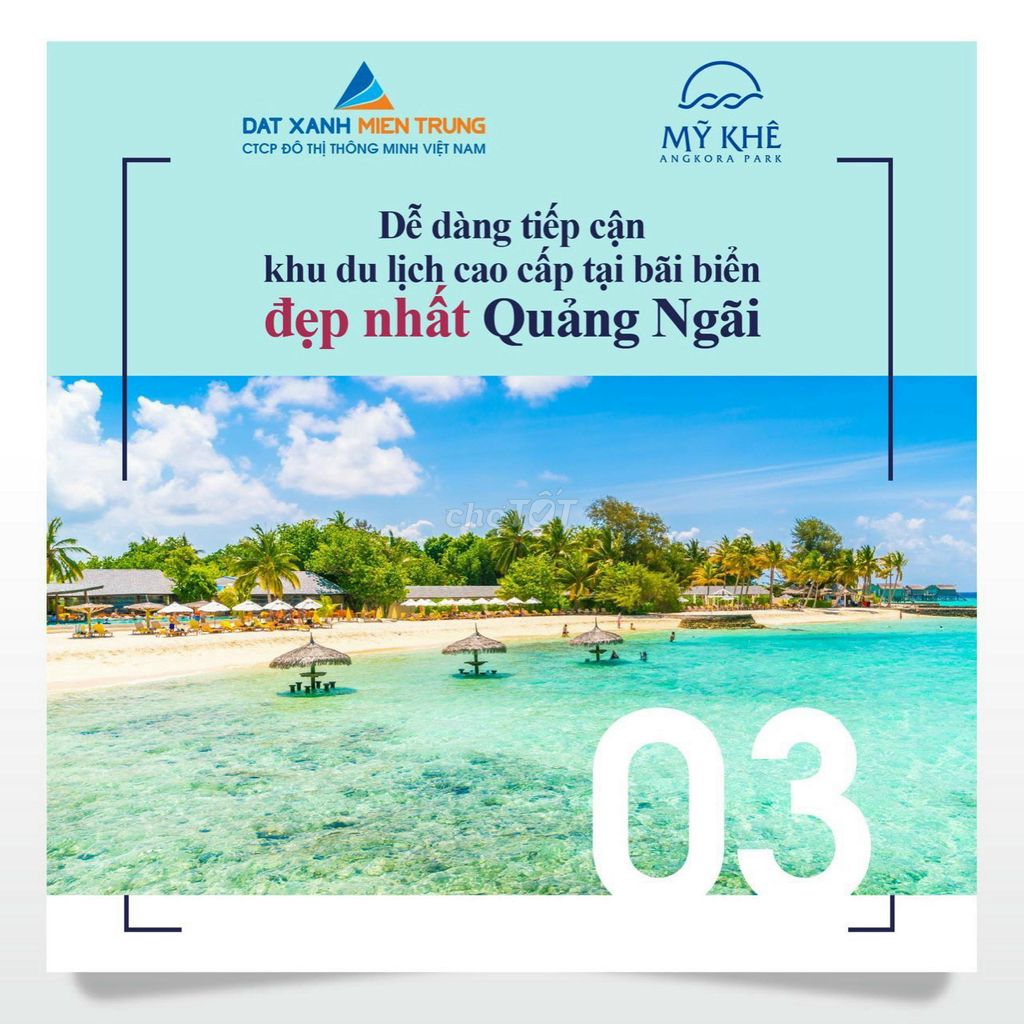 DAT XANH MIEN TRUNG
CTCP ĐÔ THỊ THÔNG MINH VIỆT NAM
MỸ KHÊ
ANGKORA PARK
Dễ dàng tiếp cận
khu du lịch cao cấp tại bãi biển
đẹp nhất Quảng Ngãi
choTỐT
03